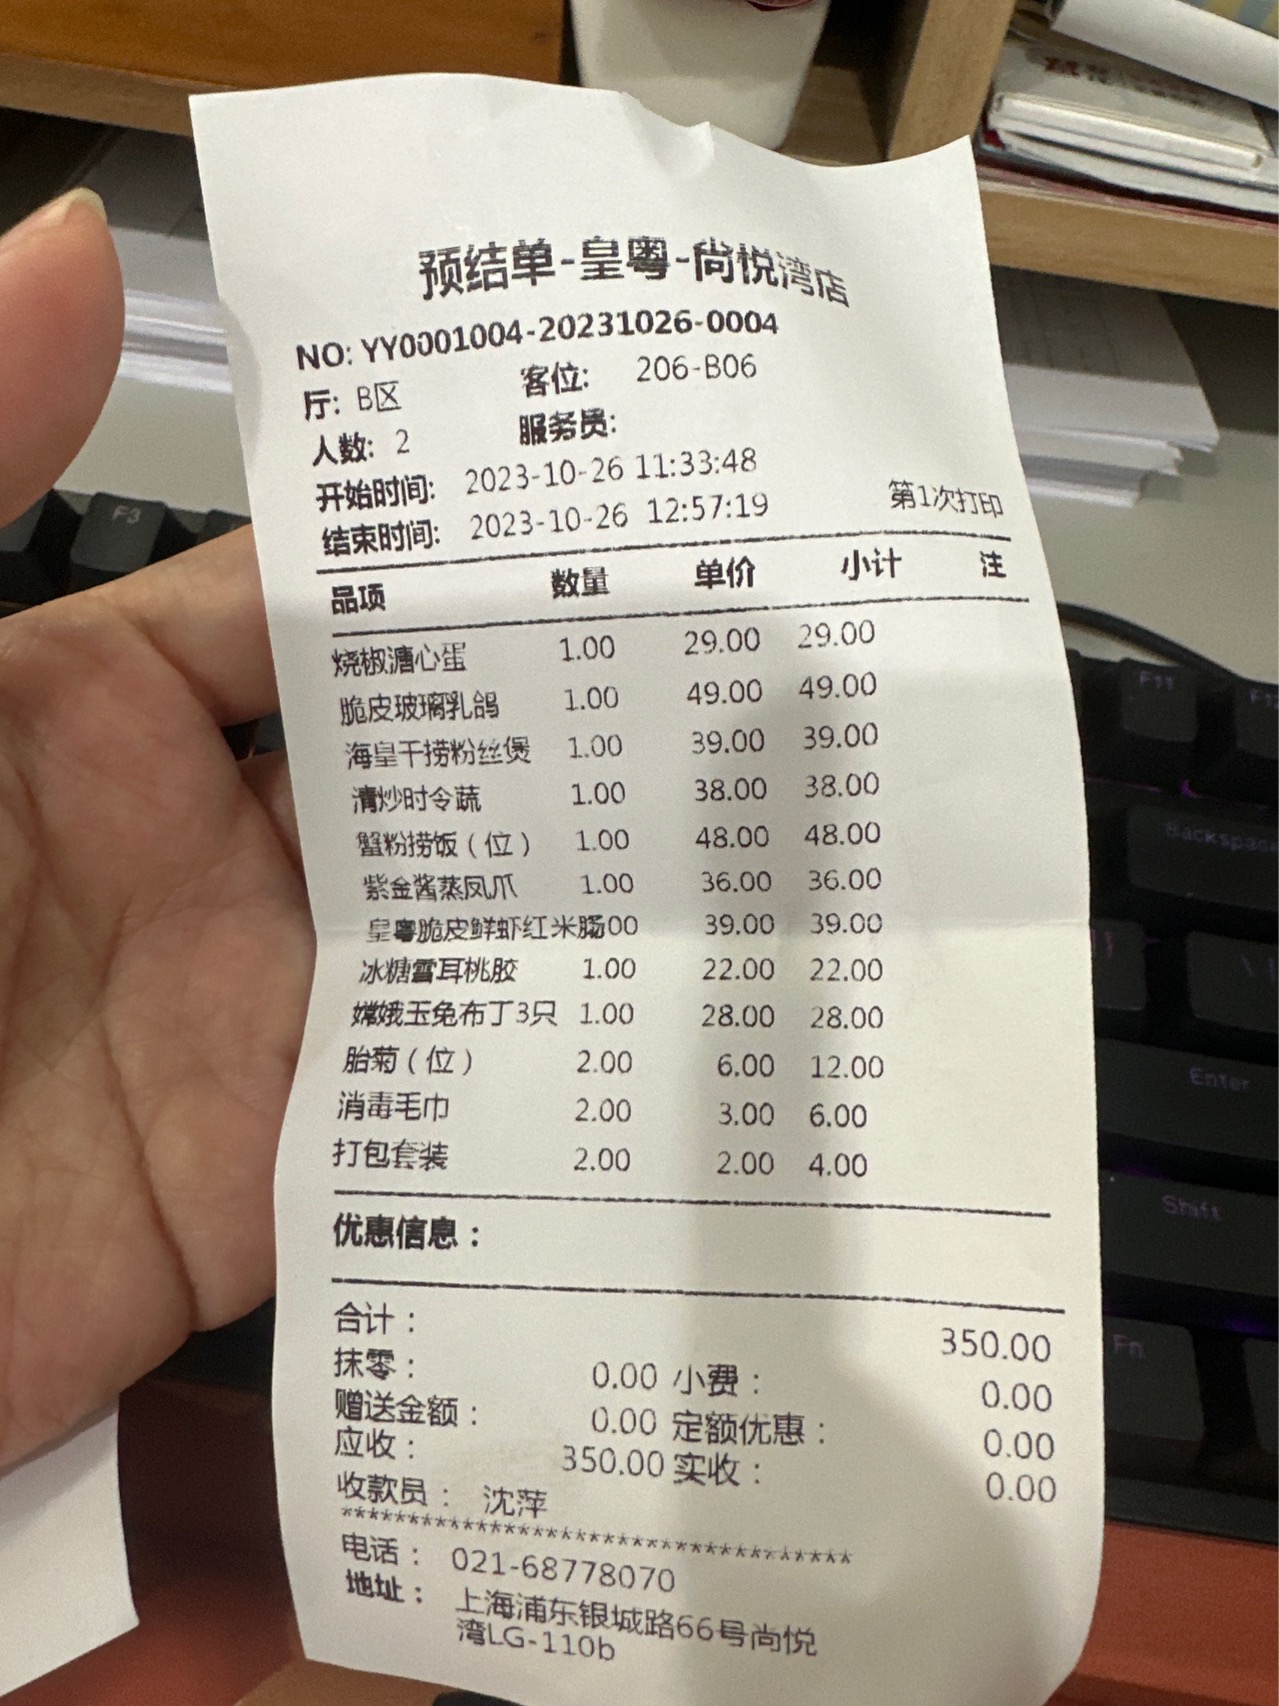 预结单-皇粤-尚悦湾店
NO: YY0001004-20231026-0004
厅: B区 客位: 206-B06
人数: 2 服务员:
开始时间: 2023-10-26 11:33:48
结束时间: 2023-10-26 12:57:19 第1次打印
品项 数量 单价 小计 注
烧椒溏心蛋 1.00 29.00 29.00
脆皮玻璃乳鸽 1.00 49.00 49.00
海皇干捞粉丝煲 1.00 39.00 39.00
清炒时令蔬 1.00 38.00 38.00
蟹粉捞饭（位） 1.00 48.00 48.00
紫金酱蒸凤爪 1.00 36.00 36.00
皇粤脆皮鲜虾红米肠00 39.00 39.00
冰糖雪耳桃胶 1.00 22.00 22.00
嫦娥玉兔布丁3只 1.00 28.00 28.00
胎菊（位） 2.00 6.00 12.00
消毒毛巾 2.00 3.00 6.00
打包套装 2.00 2.00 4.00
优惠信息：
合计： 350.00
抹零： 0.00 小费： 0.00
赠送金额： 0.00 定额优惠： 0.00
应收： 350.00 实收： 0.00
收款员： 沈萍
电话： 021-68778070
地址： 上海浦东银城路66号尚悦
湾LG-110b
F3
F11
Backspace
Enter
Shift
Fn